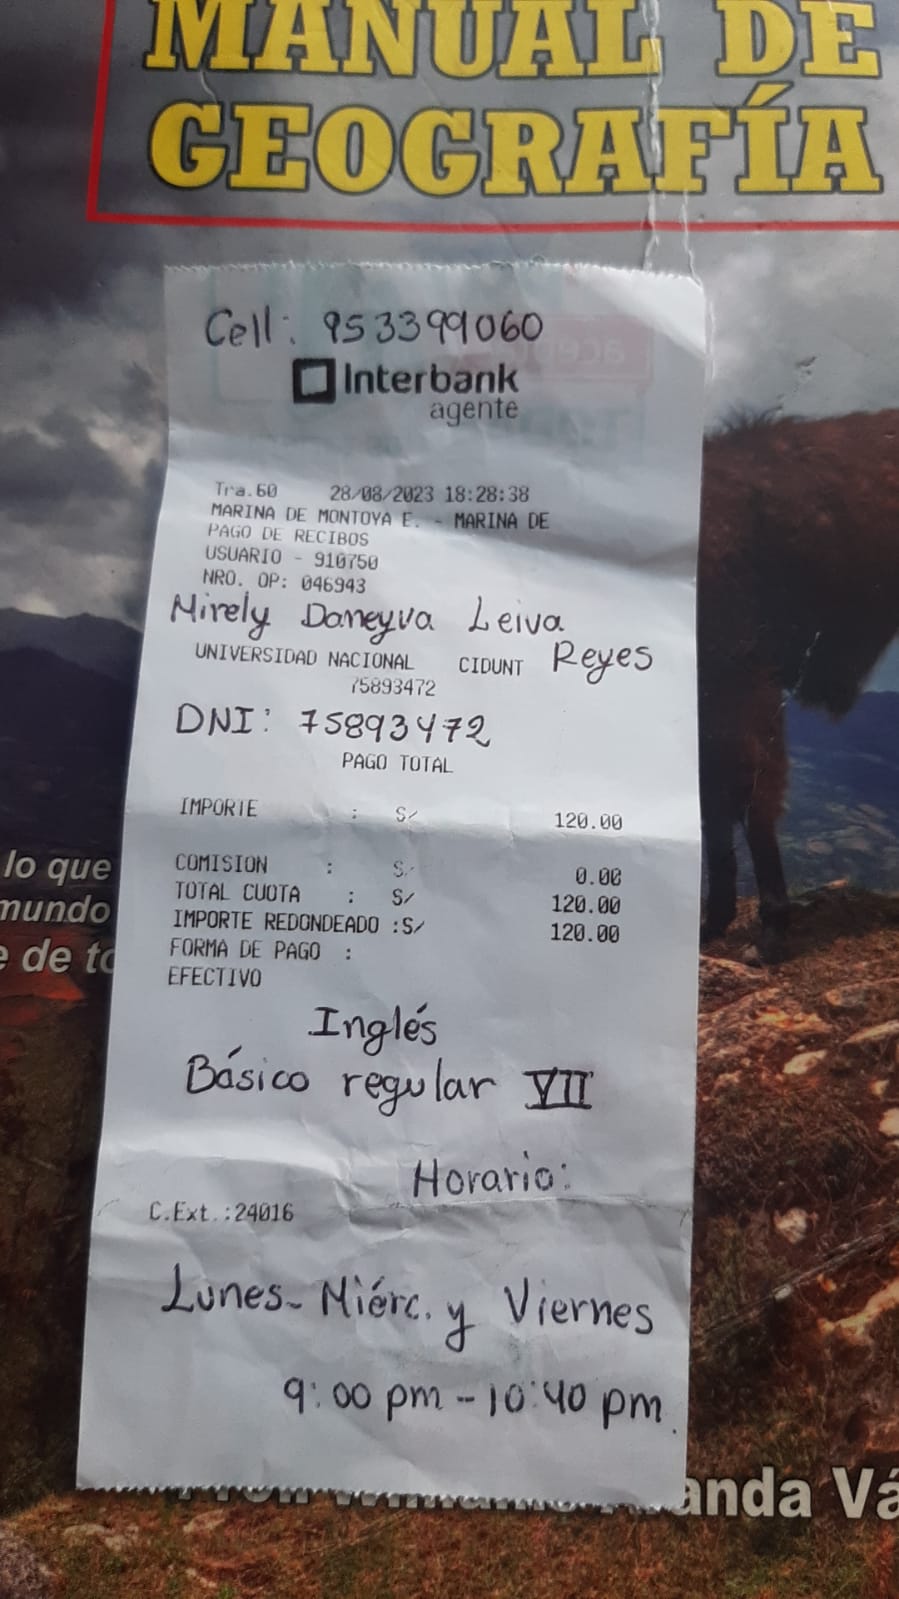 MANUAL DE
GEOGRAFÍA
Cell: 953399060
Interbank
agente
Tra.60 28/08/2023 18:28:38
MARINA DE MONTOYA E. - MARINA DE
PAGO DE RECIBOS
USUARIO - 910750
NRO. OP: 046943
Mirely Daneyva Leiva
Reyes
UNIVERSIDAD NACIONAL CIDUNT
75893472
DNI: 75893472
PAGO TOTAL
IMPORTE : S/ 120.00
COMISION : S/ 0.00
TOTAL CUOTA : S/ 120.00
IMPORTE REDONDEADO :S/ 120.00
FORMA DE PAGO :
EFECTIVO
Inglés
Básico regular VII
Horario:
C.Ext.:24016
Lunes- Miérc. y Viernes
9:00 pm - 10:40 pm.
lo que
mundo
e de to
anda Vá